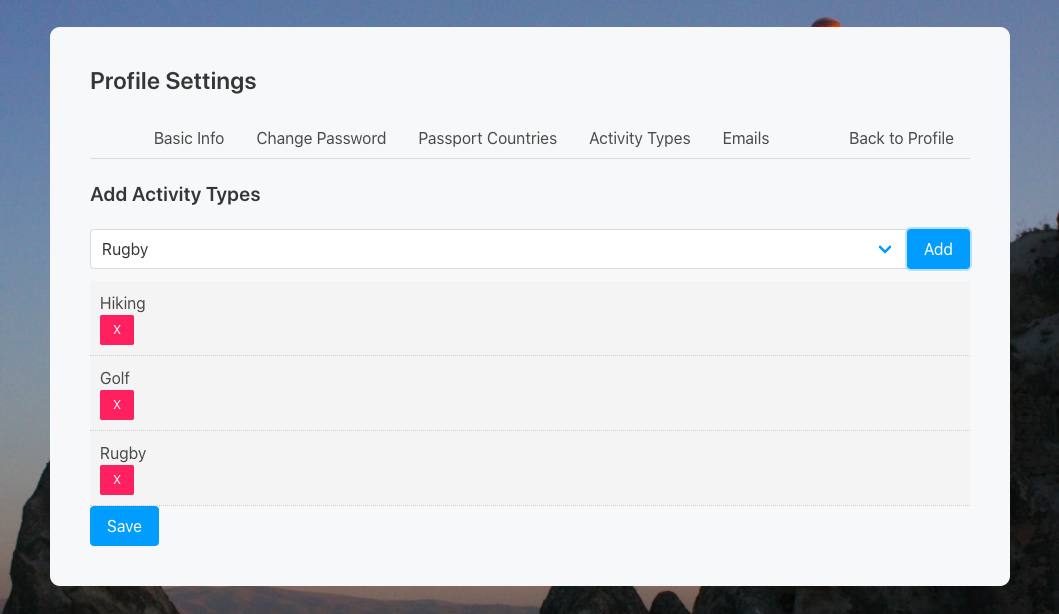 Profile Settings
Basic Info Change Password Passport Countries Activity Types Emails Back to Profile
Add Activity Types
Rugby Add
Hiking
X
Golf
X
Rugby
X
Save